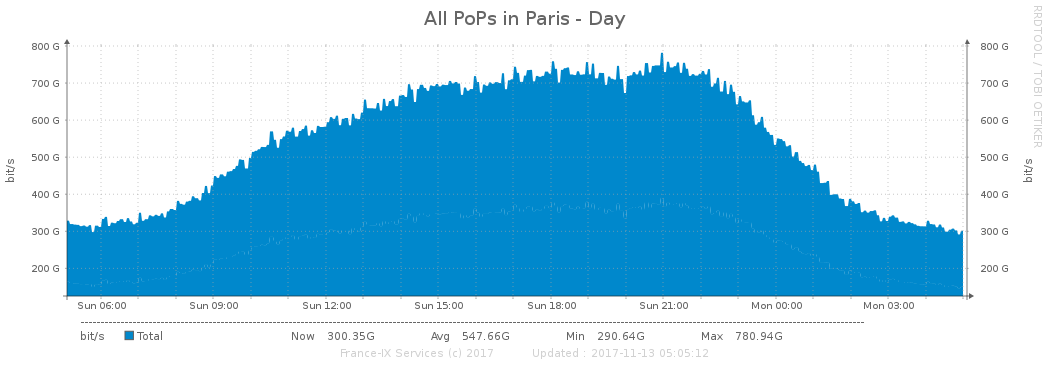 All PoPs in Paris - Day
RRDTOOL / TOBI OETIKER
bit/s
800 G
700 G
600 G
500 G
400 G
300 G
200 G
800 G
700 G
600 G
500 G
400 G
300 G
200 G
bit/s
Sun 06:00 Sun 09:00 Sun 12:00 Sun 15:00 Sun 18:00 Sun 21:00 Mon 00:00 Mon 03:00
bit/s Total Now 300.35G Avg 547.66G Min 290.64G Max 780.94G
France-IX Services (c) 2017 Updated : 2017-11-13 05:05:12